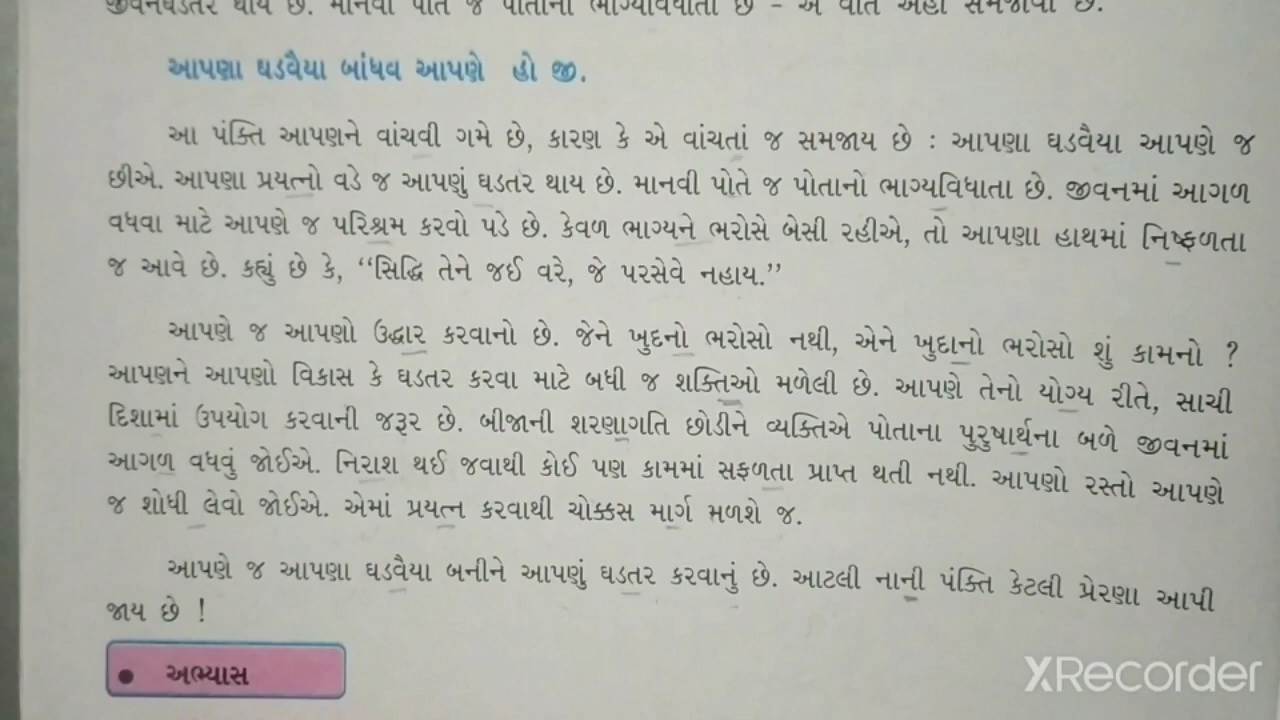 જીવનઘડતર થાય છે. માનવી પોતે જ પોતાનો ભાગ્યવિધાતા છે - એ વાત અહીં સમજાવી છે.
આપણા ઘડવૈયા બાંધવ આપણે હો જી.
આ પંક્તિ આપણને વાંચવી ગમે છે, કારણ કે એ વાંચતાં જ સમજાય છે : આપણા ઘડવૈયા આપણે જ
છીએ. આપણા પ્રયત્નો વડે જ આપણું ઘડતર થાય છે. માનવી પોતે જ પોતાનો ભાગ્યવિધાતા છે. જીવનમાં આગળ
વધવા માટે આપણે જ પરિશ્રમ કરવો પડે છે. કેવળ ભાગ્યને ભરોસે બેસી રહીએ, તો આપણા હાથમાં નિષ્ફળતા
જ આવે છે. કહ્યું છે કે, “સિદ્ધિ તેને જઈ વરે, જે પરસેવે નહાય.”
આપણે જ આપણો ઉદ્ધાર કરવાનો છે. જેને ખુદનો ભરોસો નથી, એને ખુદાનો ભરોસો શું કામનો ?
આપણને આપણો વિકાસ કે ઘડતર કરવા માટે બધી જ શક્તિઓ મળેલી છે. આપણે તેનો યોગ્ય રીતે, સાચી
દિશામાં ઉપયોગ કરવાની જરૂર છે. બીજાની શરણાગતિ છોડીને વ્યક્તિએ પોતાના પુરુષાર્થના બળે જીવનમાં
આગળ વધવું જોઈએ. નિરાશ થઈ જવાથી કોઈ પણ કામમાં સફળતા પ્રાપ્ત થતી નથી. આપણો રસ્તો આપણે
જ શોધી લેવો જોઈએ. એમાં પ્રયત્ન કરવાથી ચોક્કસ માર્ગ મળશે જ.
આપણે જ આપણા ઘડવૈયા બનીને આપણું ઘડતર કરવાનું છે. આટલી નાની પંક્તિ કેટલી પ્રેરણા આપી
જાય છે !
• અભ્યાસ
XRecorder